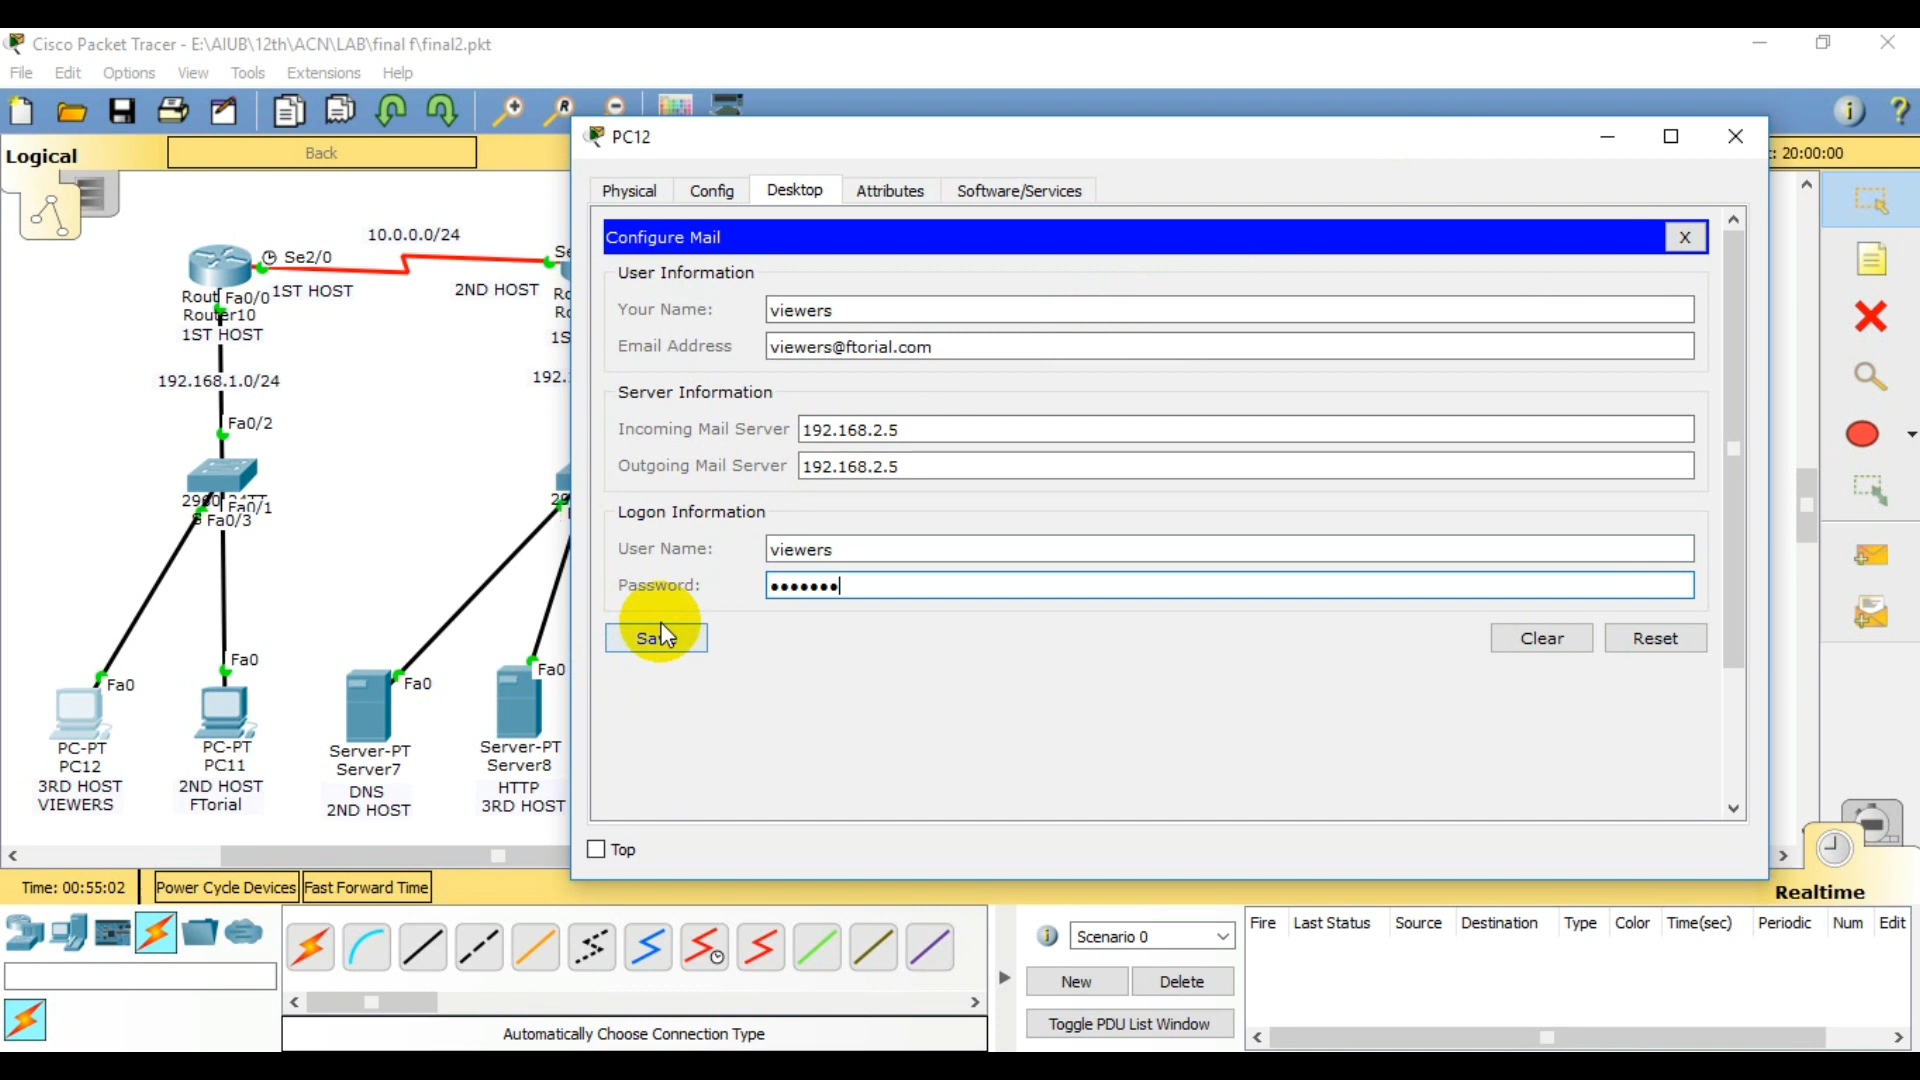 Cisco Packet Tracer - E:\AIUB\12th\ACN\LAB\final f\final2.pkt
File Edit Options View Tools Extensions Help
Logical
Back
: 20:00:00
10.0.0.0/24
Se2/0
1ST HOST
2ND HOST
Fa0/0
Router10
1ST HOST
192.168.1.0/24
192.
Fa0/2
Fa0/1
Fa0/3
Fa0
Fa0
Fa0
Fa0
PC-PT
PC12
3RD HOST
VIEWERS
PC-PT
PC11
2ND HOST
FTorial
Server-PT
Server7
DNS
2ND HOST
Server-PT
Server8
HTTP
3RD HOST
PC12
Physical Config Desktop Attributes Software/Services
Configure Mail X
User Information
Your Name: viewers
Email Address viewers@ftorial.com
Server Information
Incoming Mail Server 192.168.2.5
Outgoing Mail Server 192.168.2.5
Logon Information
User Name: viewers
Password: •••••••
Save Clear Reset
Top
Time: 00:55:02 Power Cycle Devices Fast Forward Time
Realtime
Scenario 0
New Delete
Toggle PDU List Window
Fire Last Status Source Destination Type Color Time(sec) Periodic Num Edit
Automatically Choose Connection Type